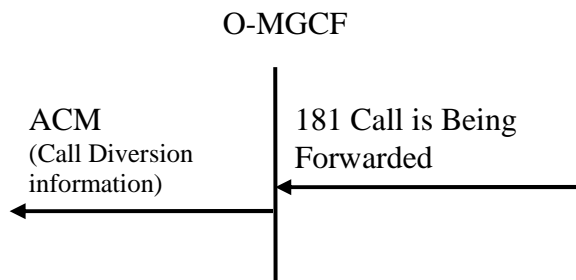 O-MGCF
ACM
(Call Diversion
information)
181 Call is Being
Forwarded